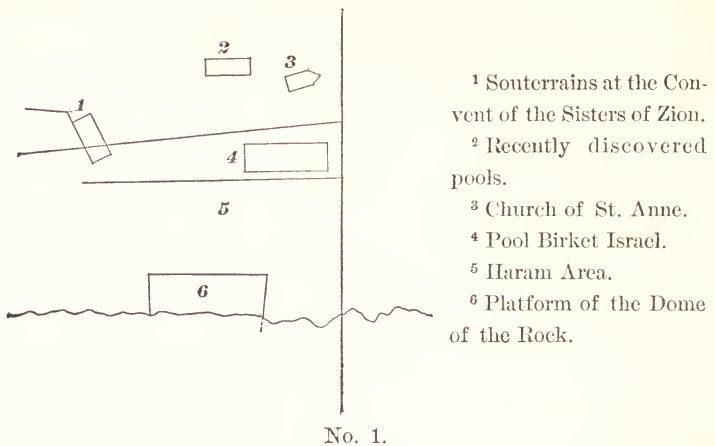 2
3
1
4
5
6
¹ Souterrains at the Con-
vent of the Sisters of Zion.
² Recently discovered
pools.
³ Church of St. Anne.
⁴ Pool Birket Israel.
⁵ Haram Area.
⁶ Platform of the Dome
of the Rock.
No. 1.